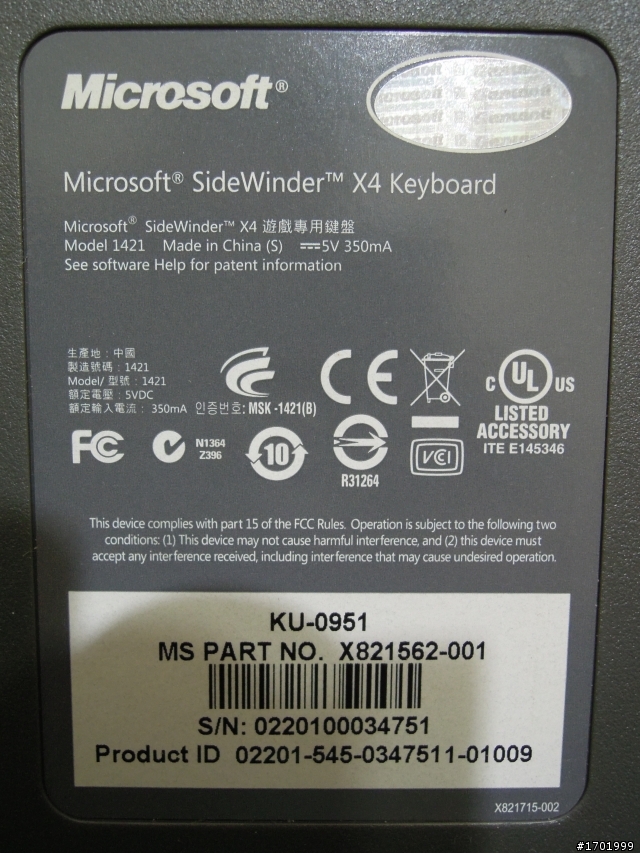 Microsoft®
Microsoft® SideWinder™ X4 Keyboard
Microsoft® SideWinder™ X4 遊戲專用鍵盤
Model 1421 Made in China (S) ⎓5V 350mA
See software Help for patent information
生產地：中國
製造號碼：1421
Model/ 型號：1421
額定電壓：5VDC
額定輸入電流： 350mA 인증번호: MSK -1421(B)
CE
C UL US
LISTED
ACCESSORY
ITE E145346
FC
N1364
Z396
10
R31264
VCI
This device complies with part 15 of the FCC Rules. Operation is subject to the following two
conditions: (1) This device may not cause harmful interference, and (2) this device must
accept any interference received, including interference that may cause undesired operation.
KU-0951
MS PART NO. X821562-001
S/N: 0220100034751
Product ID 02201-545-0347511-01009
X821715-002
#1701999